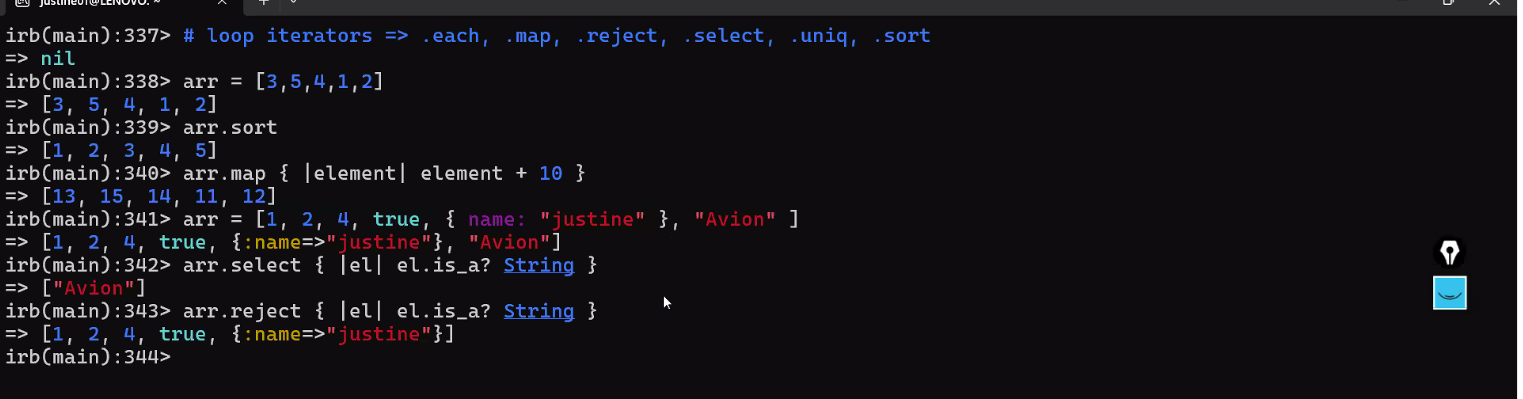 justine01@LENOVO: ~
irb(main):337> # loop iterators => .each, .map, .reject, .select, .uniq, .sort
=> nil
irb(main):338> arr = [3,5,4,1,2]
=> [3, 5, 4, 1, 2]
irb(main):339> arr.sort
=> [1, 2, 3, 4, 5]
irb(main):340> arr.map { |element| element + 10 }
=> [13, 15, 14, 11, 12]
irb(main):341> arr = [1, 2, 4, true, { name: "justine" }, "Avion" ]
=> [1, 2, 4, true, {:name=>"justine"}, "Avion"]
irb(main):342> arr.select { |el| el.is_a? String }
=> ["Avion"]
irb(main):343> arr.reject { |el| el.is_a? String }
=> [1, 2, 4, true, {:name=>"justine"}]
irb(main):344>